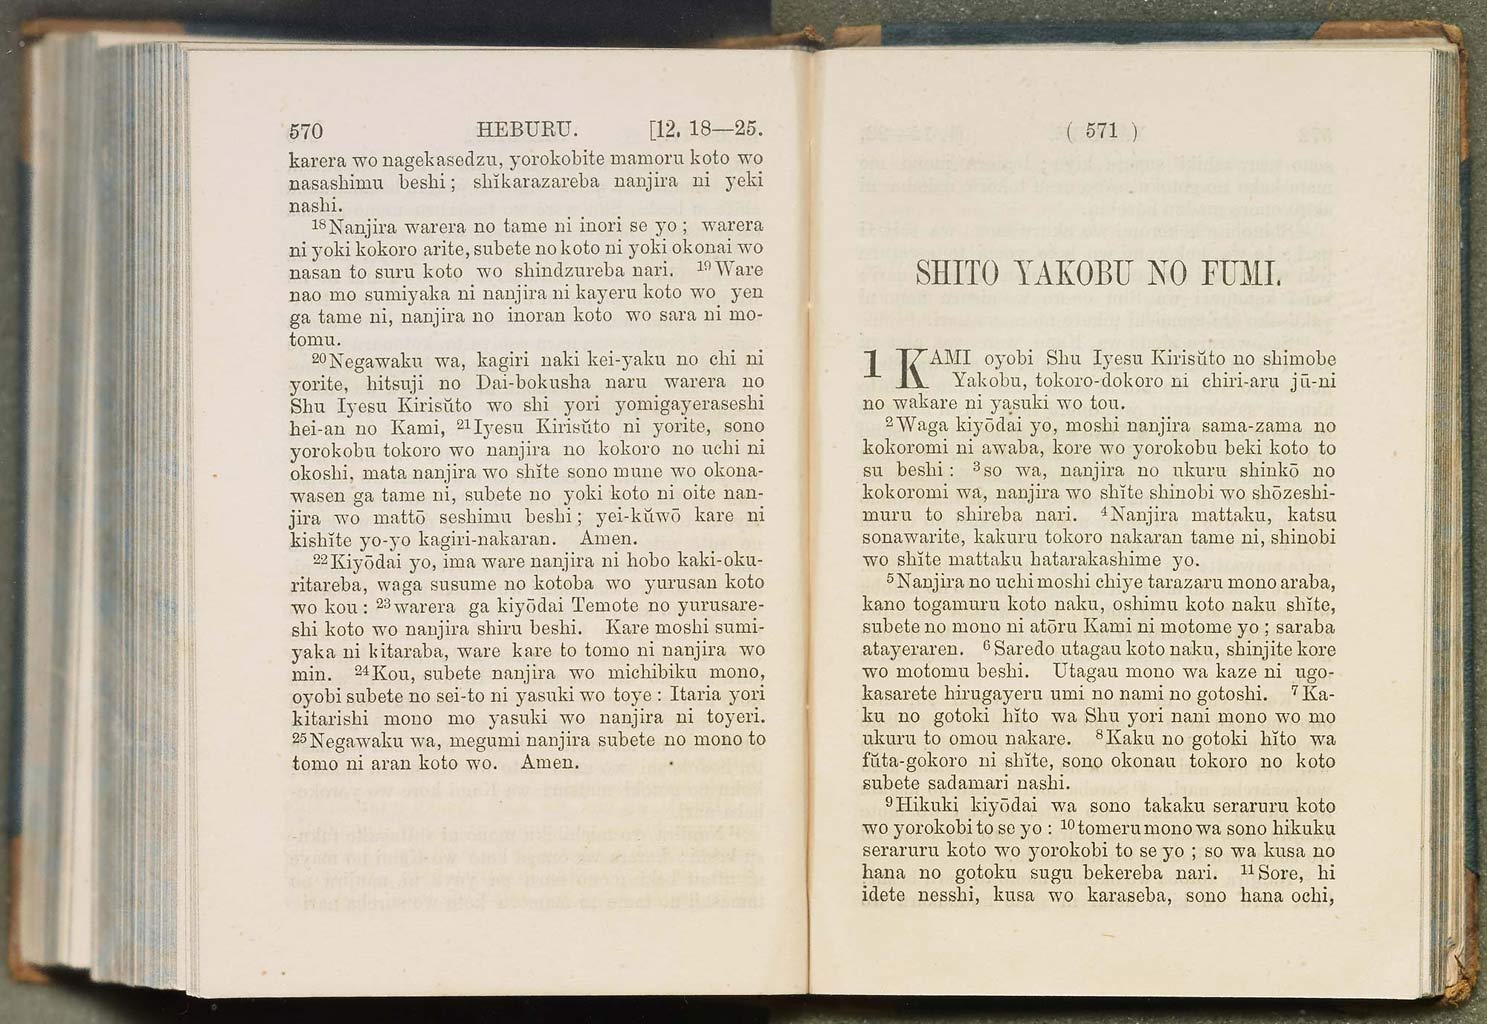 570 HEBURU. [12. 18—25.
karera wo nagekasedzu, yorokobite mamoru koto wo
nasashimu beshi; shĭkarazareba nanjira ni yeki
nashi.
¹⁸Nanjira warera no tame ni inori se yo; warera
ni yoki kokoro arite, subete no koto ni yoki okonai wo
nasan to suru koto wo shindzureba nari. ¹⁹Ware
nao mo sumiyaka ni nanjira ni kayeru koto wo yen
ga tame ni, nanjira no inoran koto wo sara ni mo-
tomu.
²⁰Negawaku wa, kagiri naki kei-yaku no chi ni
yorite, hitsuji no Dai-bokusha naru warera no
Shu Iyesu Kirisŭto wo shi yori yomigayeraseshi
hei-an no Kami, ²¹Iyesu Kirisŭto ni yorite, sono
yorokobu tokoro wo nanjira no kokoro no uchi ni
okoshi, mata nanjira wo shĭte sono mune wo okona-
wasen ga tame ni, subete no yoki koto ni oite nan-
jira wo mattō seshimu beshi; yei-kŭwō kare ni
kishĭte yo-yo kagiri-nakaran. Amen.
²²Kiyōdai yo, ima ware nanjira ni hobo kaki-oku-
ritareba, waga susume no kotoba wo yurusan koto
wo kou: ²³warera ga kiyōdai Temote no yurusare-
shi koto wo nanjira shiru beshi. Kare moshi sumi-
yaka ni kitaraba, ware kare to tomo ni nanjira wo
min. ²⁴Kou, subete nanjira wo michibiku mono,
oyobi subete no sei-to ni yasuki wo toye: Itaria yori
kitarishi mono mo yasuki wo nanjira ni toyeri.
²⁵Negawaku wa, megumi nanjira subete no mono to
tomo ni aran koto wo. Amen.
( 571 )
SHITO YAKOBU NO FUMI.
1 KAMI oyobi Shu Iyesu Kirisŭto no shimobe
Yakobu, tokoro-dokoro ni chiri-aru jū-ni
no wakare ni yasuki wo tou.
²Waga kiyōdai yo, moshi nanjira sama-zama no
kokoromi ni awaba, kore wo yorokobu beki koto to
su beshi: ³so wa, nanjira no ukuru shinkō no
kokoromi wa, nanjira wo shĭte shinobi wo shōzeshi-
muru to shireba nari. ⁴Nanjira mattaku, katsu
sonawarite, kakuru tokoro nakaran tame ni, shinobi
wo shĭte mattaku hatarakashime yo.
⁵Nanjira no uchi moshi chiye tarazaru mono araba,
kano togamuru koto naku, oshimu koto naku shĭte,
subete no mono ni atōru Kami ni motome yo; saraba
atayeraren. ⁶Saredo utagau koto naku, shinjite kore
wo motomu beshi. Utagau mono wa kaze ni ugo-
kasarete hirugayeru umi no nami no gotoshi. ⁷Ka-
ku no gotoki hĭto wa Shu yori nani mono wo mo
ukuru to omou nakare. ⁸Kaku no gotoki hĭto wa
fŭta-gokoro ni shĭte, sono okonau tokoro no koto
subete sadamari nashi.
⁹Hikuki kiyōdai wa sono takaku seraruru koto
wo yorokobi to se yo: ¹⁰tomeru mono wa sono hikuku
seraruru koto wo yorokobi to se yo; so wa kusa no
hana no gotoku sugu bekereba nari. ¹¹Sore, hi
idete nesshi, kusa wo karaseba, sono hana ochi,